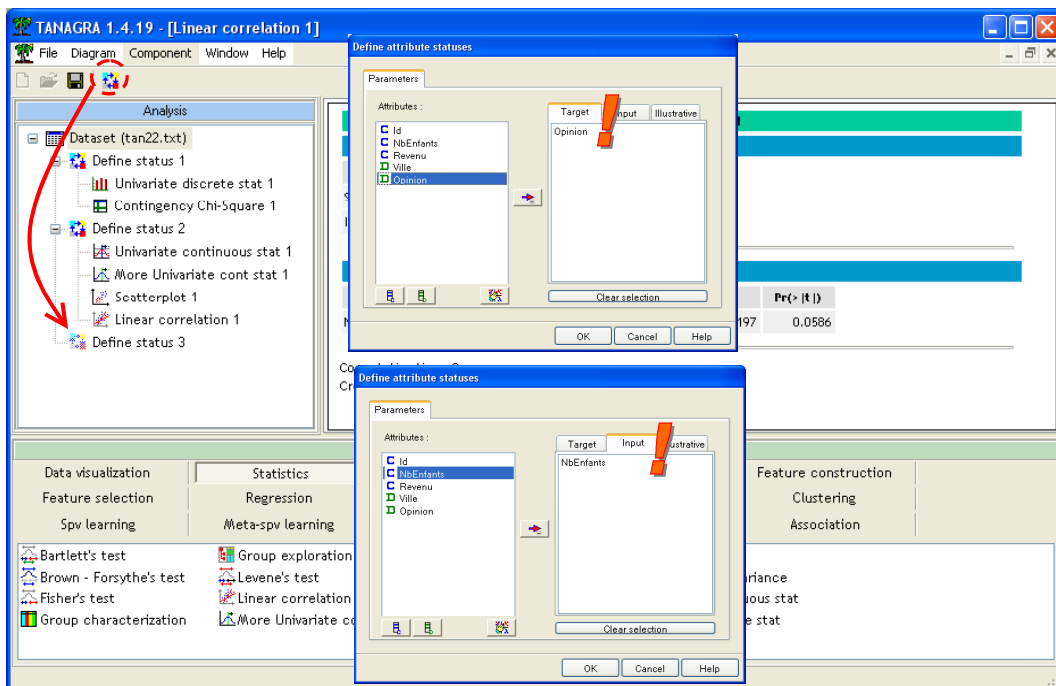 TANAGRA 1.4.19 - [Linear correlation 1]
File Diagram Component Window Help
Analysis
Dataset (tan22.txt)
Define status 1
Univariate discrete stat 1
Contingency Chi-Square 1
Define status 2
Univariate continuous stat 1
More Univariate cont stat 1
Scatterplot 1
Linear correlation 1
Define status 3
Define attribute statuses
Parameters
Attributes :
C Id
C NbEnfants
C Revenu
D Ville
D Opinion
Target Input Illustrative
Opinion
Clear selection
OK Cancel Help
Pr(> |t|)
197 0.0586
Define attribute statuses
Parameters
Attributes :
C Id
C NbEnfants
C Revenu
D Ville
D Opinion
Target Input ustrative
NbEnfants
Clear selection
OK Cancel Help
Data visualization Statistics Feature construction
Feature selection Regression Clustering
Spv learning Meta-spv learning Association
Bartlett's test Group exploration
Brown - Forsythe's test Levene's test riance
Fisher's test Linear correlation uous stat
Group characterization More Univariate co e stat